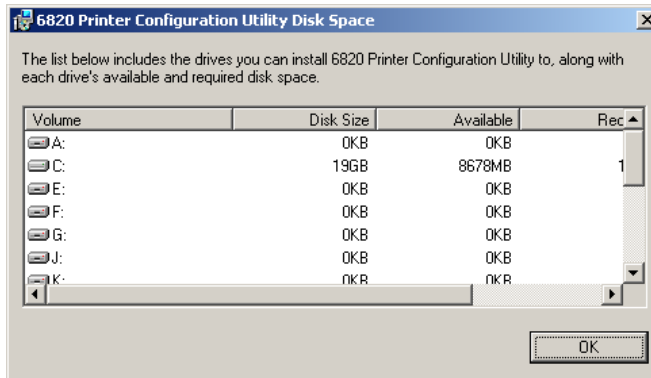 6820 Printer Configuration Utility Disk Space
The list below includes the drives you can install 6820 Printer Configuration Utility to, along with
each drive's available and required disk space.
Volume Disk Size Available
A: 0KB 0KB
C: 19GB 8678MB
E: 0KB 0KB
F: 0KB 0KB
G: 0KB 0KB
J: 0KB 0KB
K: 0KB 0KB
OK